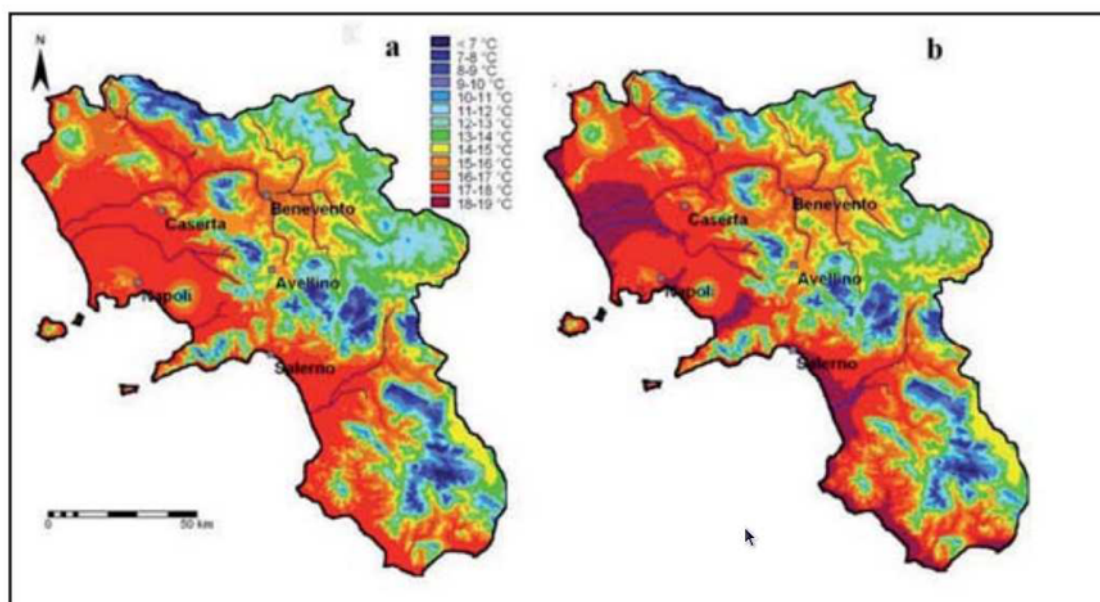 N
a
b
< 7 °C
7-8 °C
8-9 °C
9-10 °C
10-11 °C
11-12 °C
12-13 °C
13-14 °C
14-15 °C
15-16 °C
16-17 °C
17-18 °C
18-19 °C
Benevento
Caserta
Avellino
Napoli
Salerno
Benevento
Caserta
Avellino
Napoli
Salerno
0 50 km